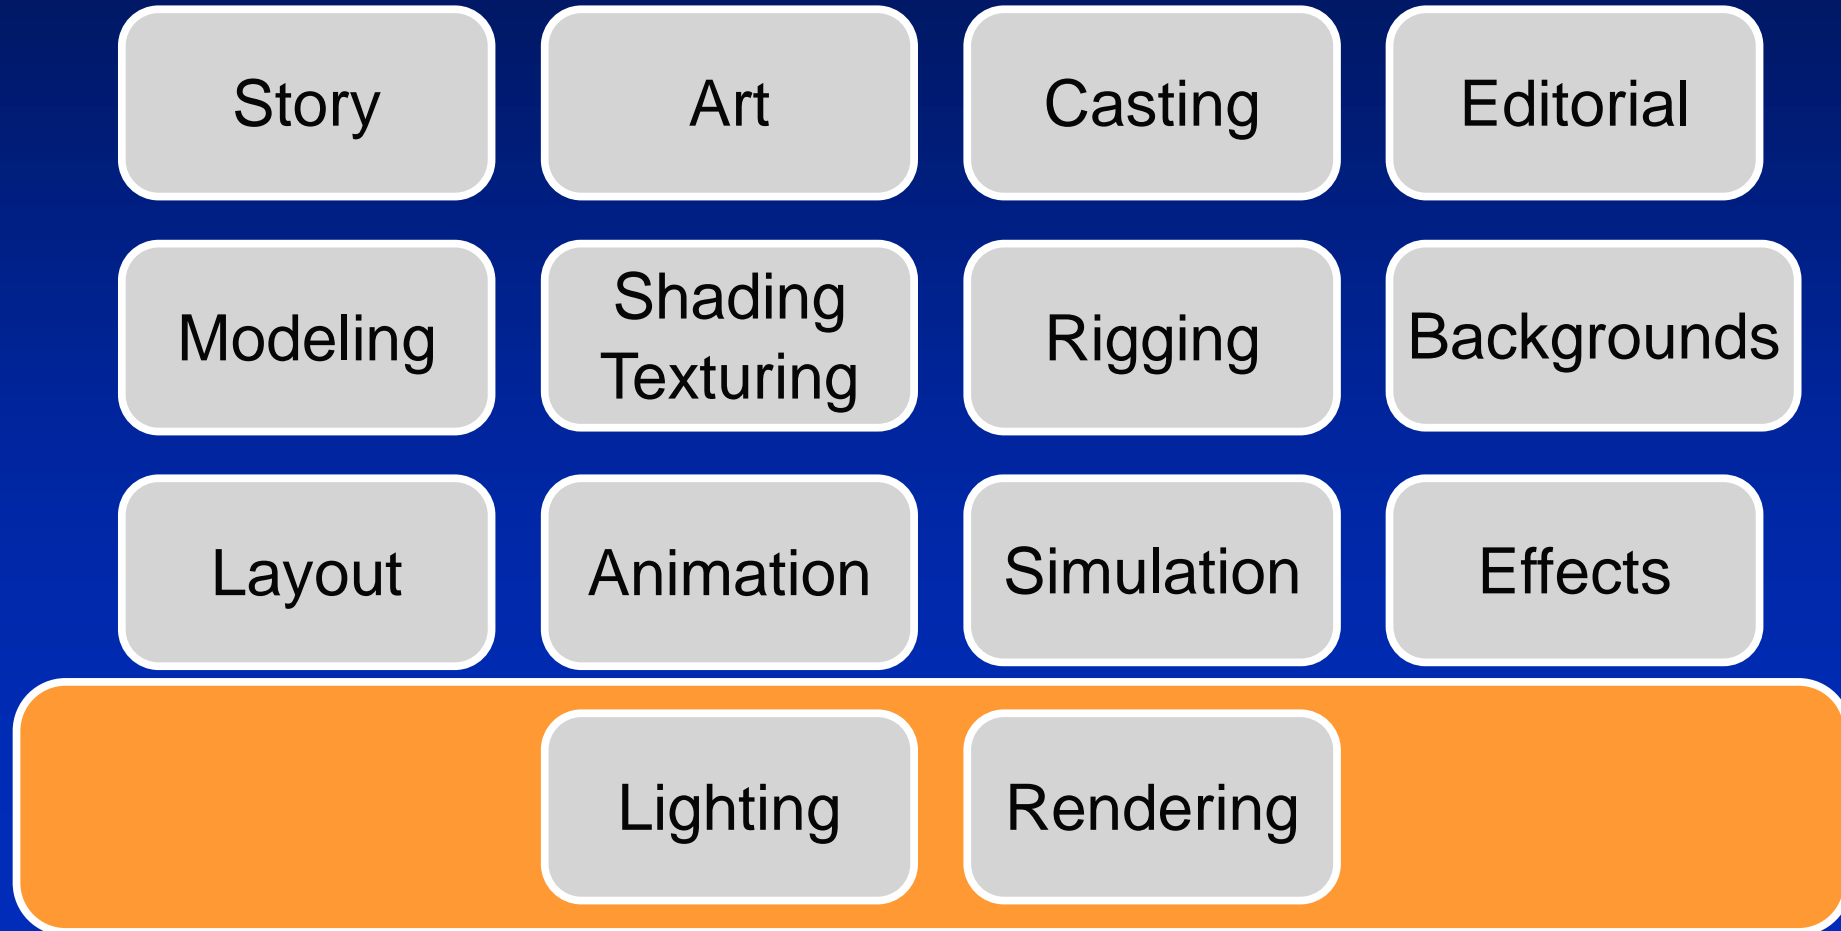 Story
Art
Casting
Editorial
Modeling
Shading
Texturing
Rigging
Backgrounds
Layout
Animation
Simulation
Effects
Lighting
Rendering